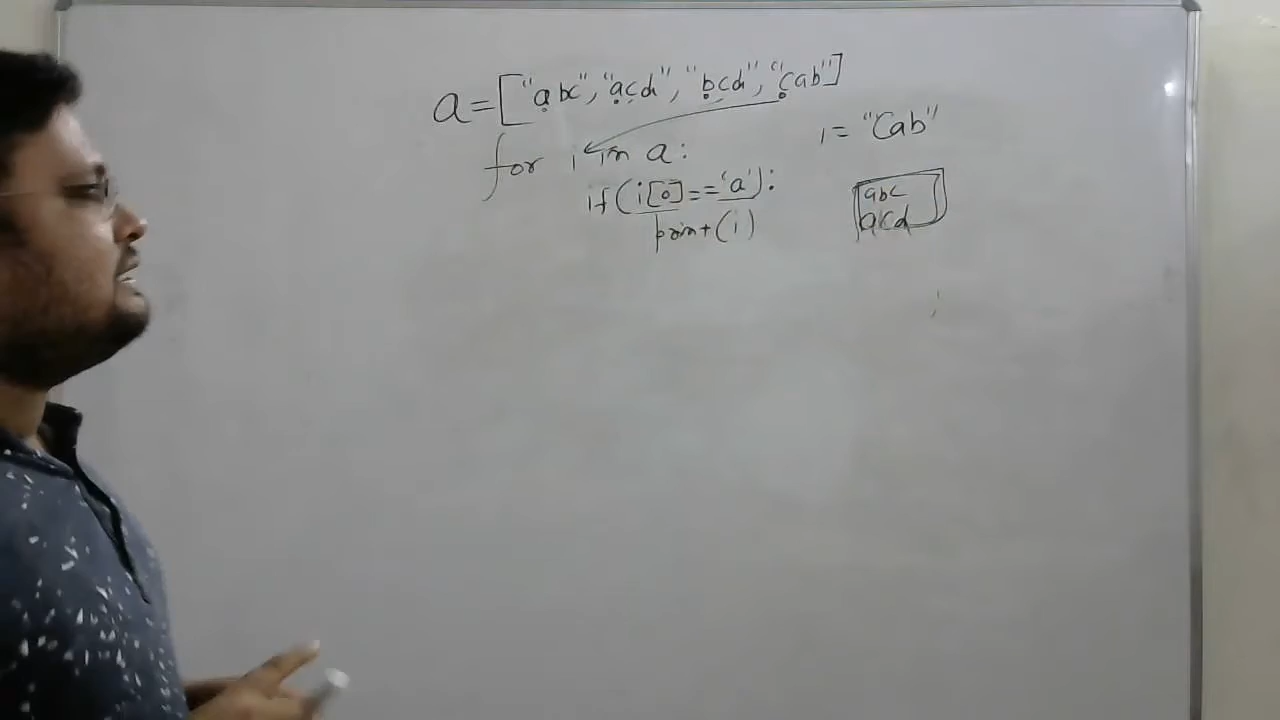 a = ["abc", "acd", "bcd", "cab"]
for i in a:
i = "Cab"
if (i[0] == 'a'):
print (i)
abc
acd